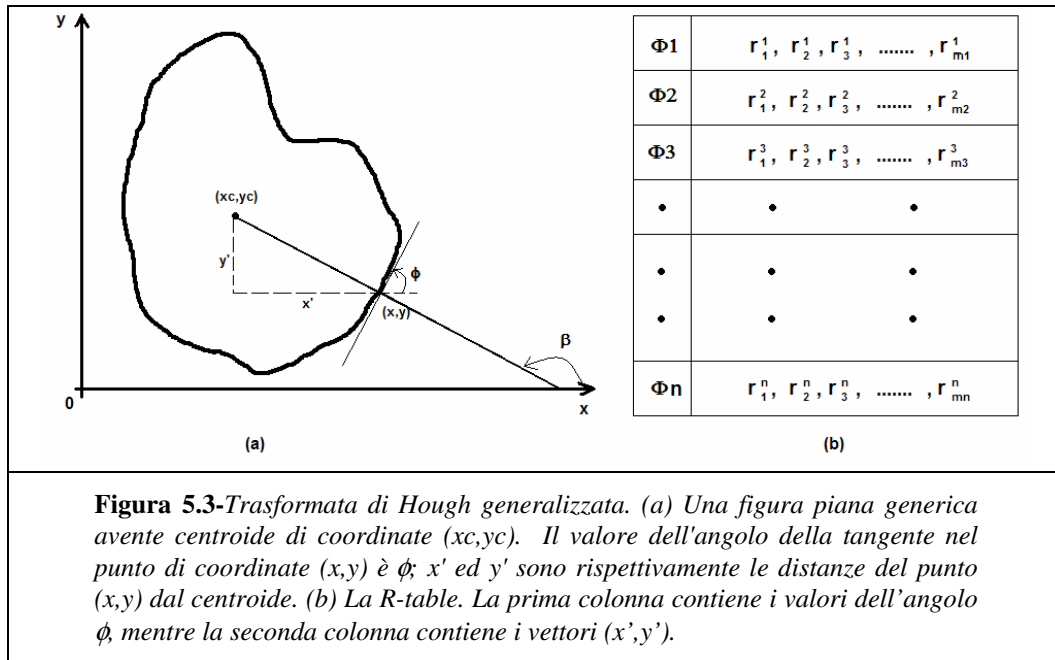 y
(xc,yc)
y'
x'
ϕ
(x,y)
β
0
x
(a)
Φ1 r₁¹, r₂¹, r₃¹, ....... , r¹ₘ₁
Φ2 r₁², r₂², r₃², ....... , r²ₘ₂
Φ3 r₁³, r₂³, r₃³, ....... , r³ₘ₃
Φn r₁ⁿ, r₂ⁿ, r₃ⁿ, ....... , rⁿₘₙ
(b)
Figura 5.3-Trasformata di Hough generalizzata. (a) Una figura piana generica
avente centroide di coordinate (xc,yc). Il valore dell'angolo della tangente nel
punto di coordinate (x,y) è ϕ; x' ed y' sono rispettivamente le distanze del punto
(x,y) dal centroide. (b) La R-table. La prima colonna contiene i valori dell’angolo
ϕ, mentre la seconda colonna contiene i vettori (x’,y’).